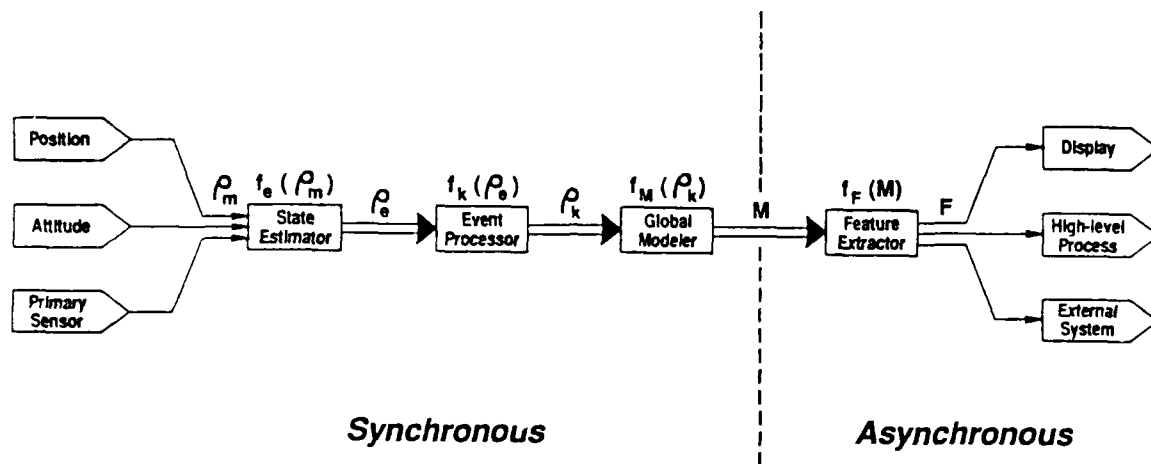 Position
Attitude
Primary
Sensor
ρm
fe (ρm)
State
Estimator
ρe
fk (ρe)
Event
Processor
ρk
fM (ρk)
Global
Modeler
M
fF (M)
Feature
Extractor
F
Display
High-level
Process
External
System
Synchronous
Asynchronous